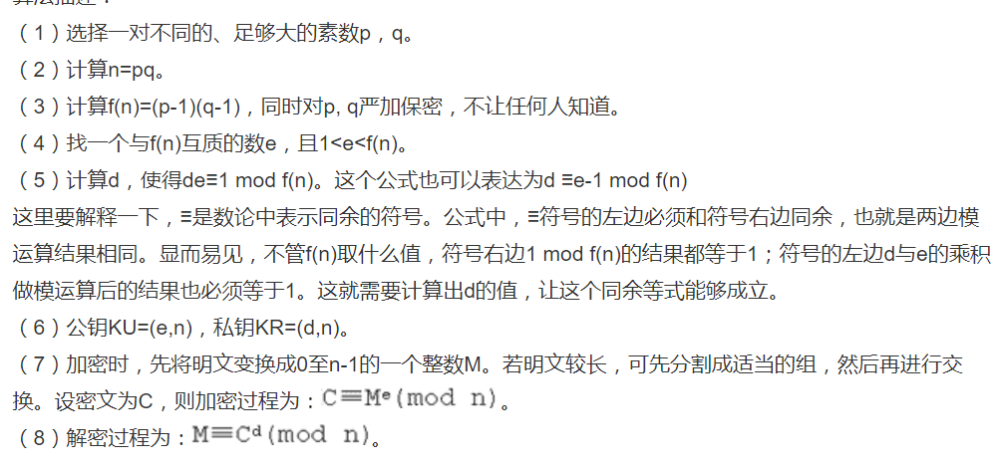 算法描述：
（1）选择一对不同的、足够大的素数p，q。
（2）计算n=pq。
（3）计算f(n)=(p-1)(q-1)，同时对p, q严加保密，不让任何人知道。
（4）找一个与f(n)互质的数e，且1<e<f(n)。
（5）计算d，使得de≡1 mod f(n)。这个公式也可以表达为d ≡e-1 mod f(n)
这里要解释一下，≡是数论中表示同余的符号。公式中，≡符号的左边必须和符号右边同余，也就是两边模
运算结果相同。显而易见，不管f(n)取什么值，符号右边1 mod f(n)的结果都等于1；符号的左边d与e的乘积
做模运算后的结果也必须等于1。这就需要计算出d的值，让这个同余等式能够成立。
（6）公钥KU=(e,n)，私钥KR=(d,n)。
（7）加密时，先将明文变换成0至n-1的一个整数M。若明文较长，可先分割成适当的组，然后再进行交
换。设密文为C，则加密过程为：C≡Mᵉ(mod n)。
（8）解密过程为：M≡Cᵈ(mod n)。